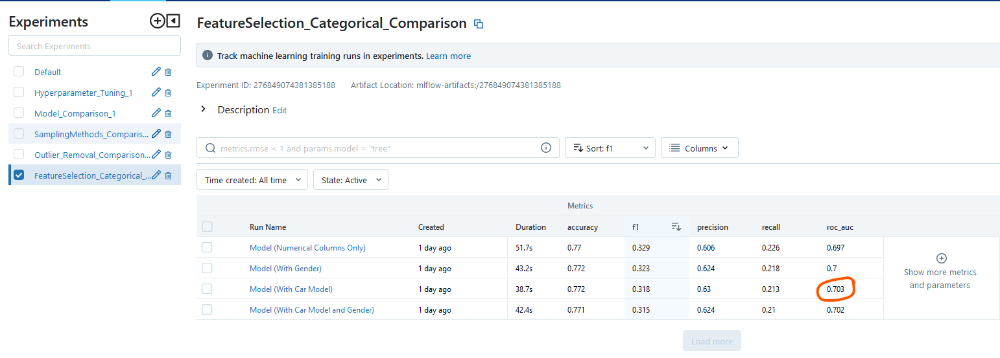 Experiments
Search Experiments
Default
Hyperparameter_Tuning_1
Model_Comparison_1
SamplingMethods_Comparis...
Outlier_Removal_Comparison...
FeatureSelection_Categorical_...
FeatureSelection_Categorical_Comparison
Track machine learning training runs in experiments. Learn more
Experiment ID: 276849074381385188 Artifact Location: mlflow-artifacts:/276849074381385188
Description Edit
metrics.rmse < 1 and params.model = "tree" Sort: f1 Columns
Time created: All time State: Active
Metrics
Run Name Created Duration accuracy f1 precision recall roc_auc
Model (Numerical Columns Only) 1 day ago 51.7s 0.77 0.329 0.606 0.226 0.697
Model (With Gender) 1 day ago 43.2s 0.772 0.323 0.624 0.218 0.7
Model (With Car Model) 1 day ago 38.7s 0.772 0.318 0.63 0.213 0.703
Model (With Car Model and Gender) 1 day ago 42.4s 0.771 0.315 0.624 0.21 0.702
Show more metrics
and parameters
Load more